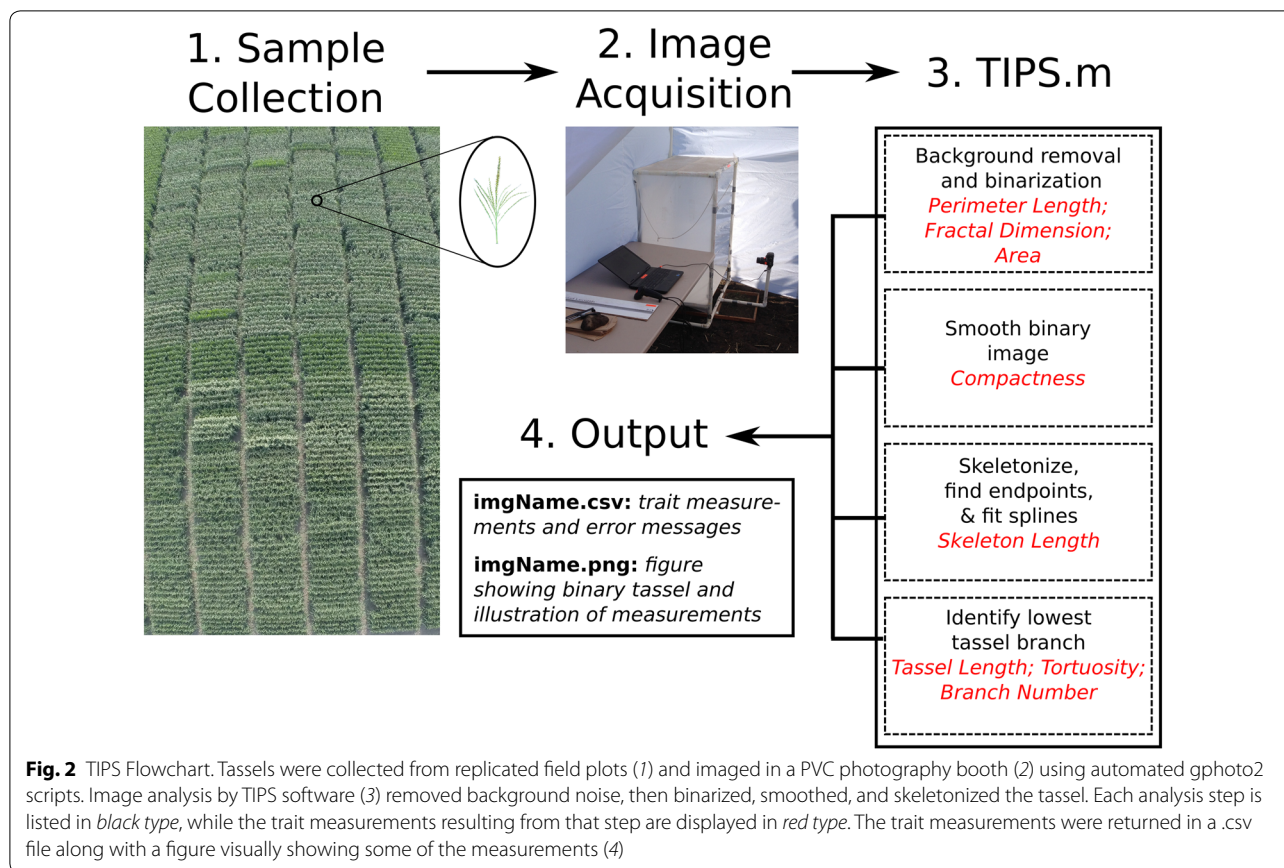 1. Sample
Collection
2. Image
Acquisition
3. TIPS.m
Background removal
and binarization
Perimeter Length;
Fractal Dimension;
Area
Smooth binary
image
Compactness
Skeletonize,
find endpoints,
& fit splines
Skeleton Length
Identify lowest
tassel branch
Tassel Length; Tortuosity;
Branch Number
4. Output
imgName.csv: trait measure-
ments and error messages
imgName.png: figure
showing binary tassel and
illustration of measurements
Fig. 2 TIPS Flowchart. Tassels were collected from replicated field plots (1) and imaged in a PVC photography booth (2) using automated gphoto2
scripts. Image analysis by TIPS software (3) removed background noise, then binarized, smoothed, and skeletonized the tassel. Each analysis step is
listed in black type, while the trait measurements resulting from that step are displayed in red type. The trait measurements were returned in a .csv
file along with a figure visually showing some of the measurements (4)